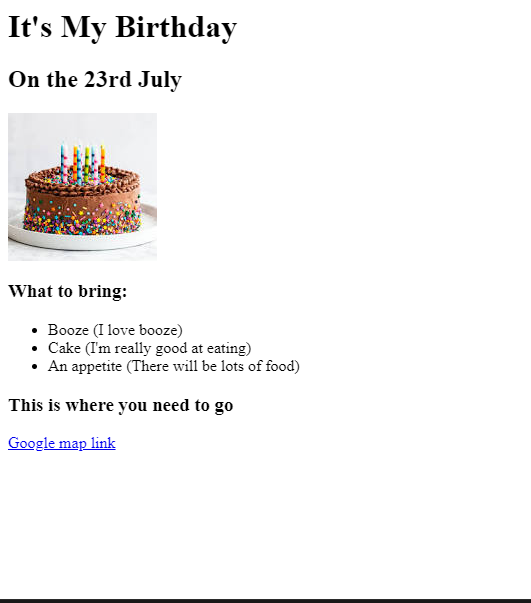 It's My Birthday
On the 23rd July
What to bring:
Booze (I love booze)
Cake (I'm really good at eating)
An appetite (There will be lots of food)
This is where you need to go
Google map link